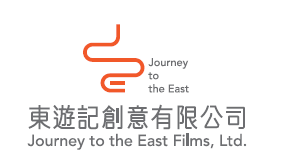 Journey
to
the East
東遊記創意有限公司
Journey to the East Films, Ltd.